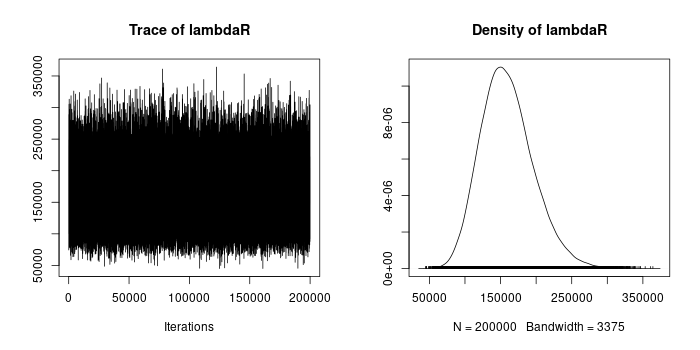 Trace of lambdaR
350000
250000
150000
50000
0
50000
100000
150000
200000
Iterations
Density of lambdaR
8e-06
4e-06
0e+00
50000
150000
250000
350000
N = 200000 Bandwidth = 3375